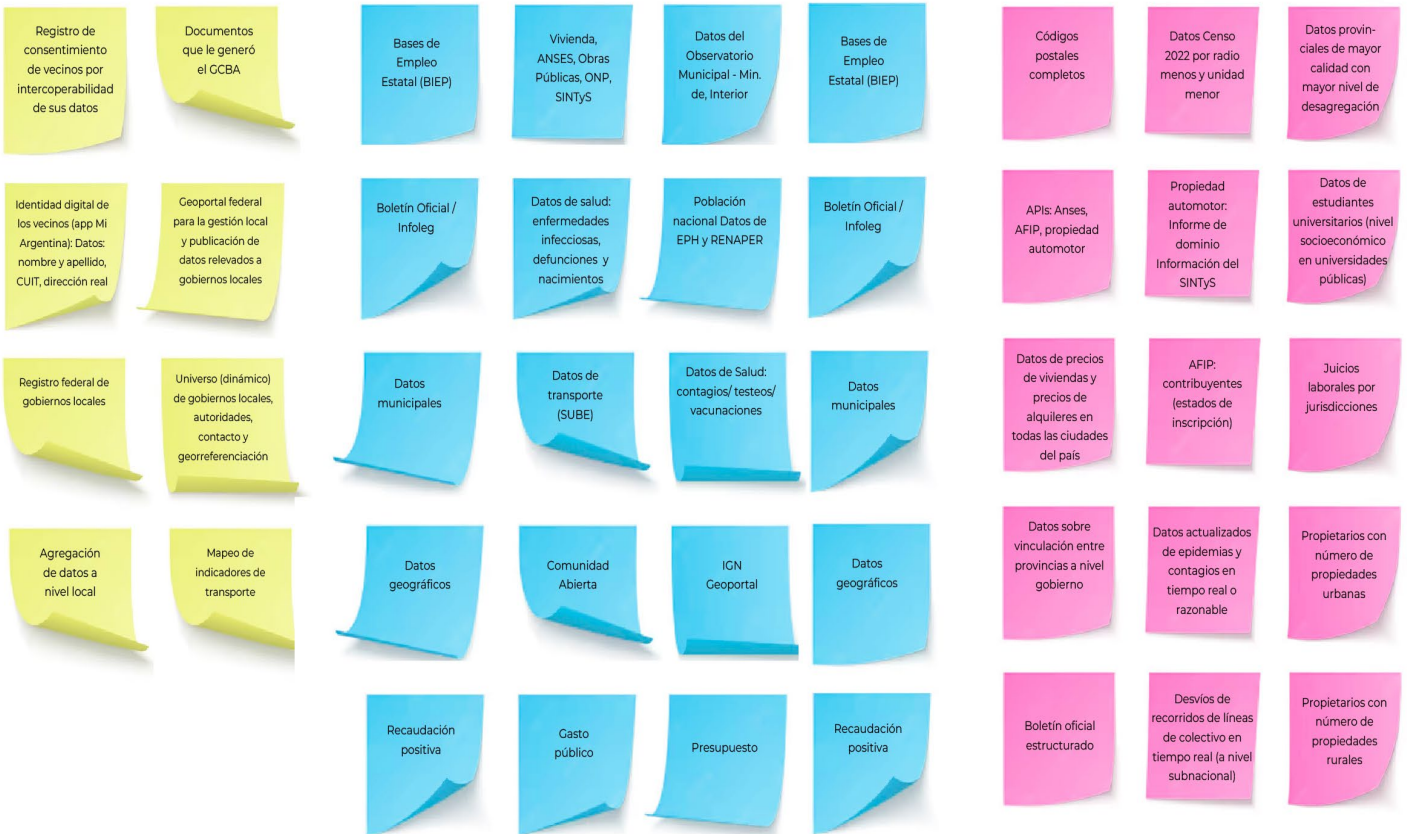 Registro de
consentimiento
de vecinos por
interoperabilidad
de sus datos
Documentos
que le generó
el GCBA
Identidad digital de
los vecinos (app Mi
Argentina): Datos:
nombre y apellido,
CUIT, dirección real
Geoportal federal
para la gestión local
y publicación de
datos relevados a
gobiernos locales
Registro federal de
gobiernos locales
Universo (dinámico)
de gobiernos locales,
autoridades,
contacto y
georreferenciación
Agregación
de datos a
nivel local
Mapeo de
indicadores de
transporte
Bases de
Empleo
Estatal (BIEP)
Vivienda,
ANSES, Obras
Públicas, ONP,
SINTyS
Datos del
Observatorio
Municipal - Min.
de, Interior
Bases de
Empleo
Estatal (BIEP)
Boletín Oficial /
Infoleg
Datos de salud:
enfermedades
infecciosas,
defunciones y
nacimientos
Población
nacional Datos de
EPH y RENAPER
Boletín Oficial /
Infoleg
Datos
municipales
Datos de
transporte
(SUBE)
Datos de Salud:
contagios/ testeos/
vacunaciones
Datos
municipales
Datos
geográficos
Comunidad
Abierta
IGN
Geoportal
Datos
geográficos
Recaudación
positiva
Gasto
público
Presupuesto
Recaudación
positiva
Códigos
postales
completos
Datos Censo
2022 por radio
menos y unidad
menor
Datos provin-
ciales de mayor
calidad con
mayor nivel de
desagregación
APIs: Anses,
AFIP, propiedad
automotor
Propiedad
automotor:
Informe de
dominio
Información del
SINTyS
Datos de
estudiantes
universitarios (nivel
socioeconómico
en universidades
públicas)
Datos de precios
de viviendas y
precios de
alquileres en
todas las ciudades
del país
AFIP:
contribuyentes
(estados de
inscripción)
Juicios
laborales por
jurisdicciones
Datos sobre
vinculación entre
provincias a nivel
gobierno
Datos actualizados
de epidemias y
contagios en
tiempo real o
razonable
Propietarios con
número de
propiedades
urbanas
Boletín oficial
estructurado
Desvíos de
recorridos de líneas
de colectivo en
tiempo real (a nivel
subnacional)
Propietarios con
número de
propiedades
rurales